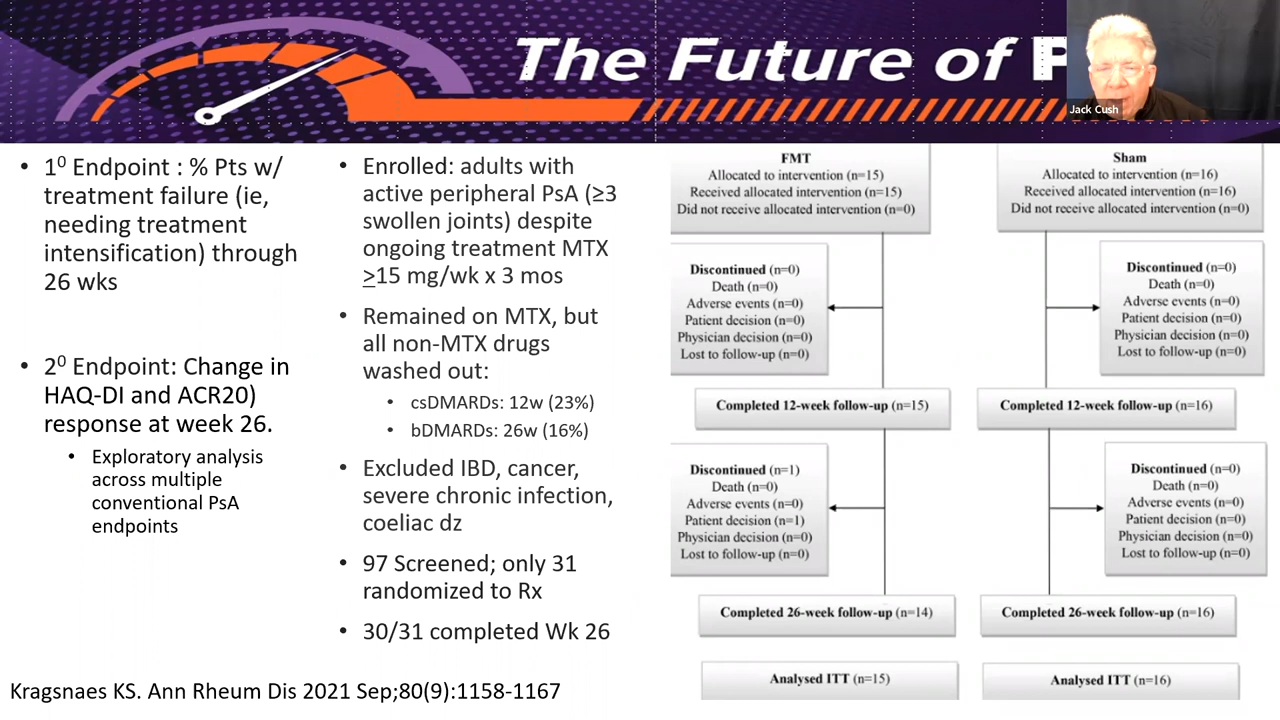 The Future of P
Jack Cush
• 1⁰ Endpoint : % Pts w/
treatment failure (ie,
needing treatment
intensification) through
26 wks
• 2⁰ Endpoint: Change in
HAQ-DI and ACR20)
response at week 26.
• Exploratory analysis
across multiple
conventional PsA
endpoints
• Enrolled: adults with
active peripheral PsA (≥3
swollen joints) despite
ongoing treatment MTX
>15 mg/wk x 3 mos
• Remained on MTX, but
all non-MTX drugs
washed out:
• csDMARDs: 12w (23%)
• bDMARDs: 26w (16%)
• Excluded IBD, cancer,
severe chronic infection,
coeliac dz
• 97 Screened; only 31
randomized to Rx
• 30/31 completed Wk 26
FMT
Allocated to intervention (n=15)
Received allocated intervention (n=15)
Did not receive allocated intervention (n=0)
Sham
Allocated to intervention (n=16)
Received allocated intervention (n=16)
Did not receive allocated intervention (n=0)
Discontinued (n=0)
Death (n=0)
Adverse events (n=0)
Patient decision (n=0)
Physician decision (n=0)
Lost to follow-up (n=0)
Discontinued (n=0)
Death (n=0)
Adverse events (n=0)
Patient decision (n=0)
Physician decision (n=0)
Lost to follow-up (n=0)
Completed 12-week follow-up (n=15)
Completed 12-week follow-up (n=16)
Discontinued (n=1)
Death (n=0)
Adverse events (n=0)
Patient decision (n=1)
Physician decision (n=0)
Lost to follow-up (n=0)
Discontinued (n=0)
Death (n=0)
Adverse events (n=0)
Patient decision (n=0)
Physician decision (n=0)
Lost to follow-up (n=0)
Completed 26-week follow-up (n=14)
Completed 26-week follow-up (n=16)
Analysed ITT (n=15)
Analysed ITT (n=16)
Kragsnaes KS. Ann Rheum Dis 2021 Sep;80(9):1158-1167